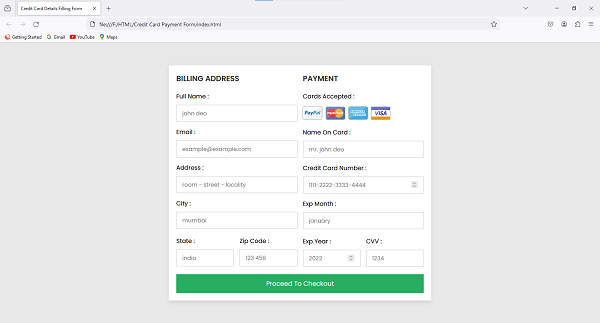 Credit Card Details Filling Form
file:///F:/HTML/Credit Card Payment Form/index.html
Getting Started Gmail YouTube Maps
BILLING ADDRESS
Full Name :
john deo
Email :
example@example.com
Address :
room - street - locality
City :
mumbai
State : Zip Code :
india 123 456
PAYMENT
Cards Accepted :
PayPal MasterCard AMERICAN EXPRESS VISA
Name On Card :
mr. john deo
Credit Card Number :
1111-2222-3333-4444
Exp Month :
january
Exp Year : CVV :
2022 1234
Proceed To Checkout